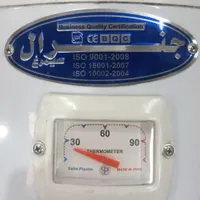 Business Quality Certification
جنرال
ISO 9001-2008
ISO 18001-2007
ISO 10002-2004
60
30 90
THERMOMETER